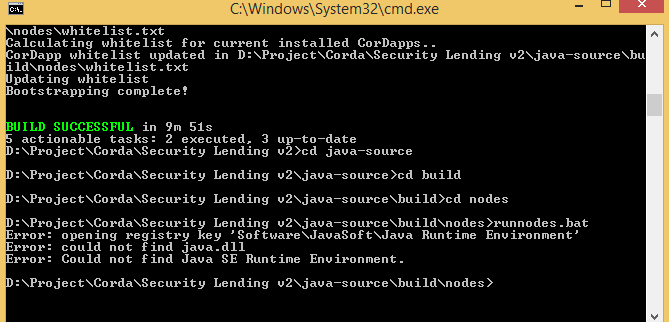 C:\Windows\System32\cmd.exe
\nodes\whitelist.txt
Calculating whitelist for current installed CorDapps..
CorDapp whitelist updated in D:\Project\Corda\Security Lending v2\java-source\bu
ild\nodes\whitelist.txt
Updating whitelist
Bootstrapping complete!
BUILD SUCCESSFUL in 9m 51s
5 actionable tasks: 2 executed, 3 up-to-date
D:\Project\Corda\Security Lending v2>cd java-source
D:\Project\Corda\Security Lending v2\java-source>cd build
D:\Project\Corda\Security Lending v2\java-source\build>cd nodes
D:\Project\Corda\Security Lending v2\java-source\build\nodes>runnodes.bat
Error: opening registry key 'Software\JavaSoft\Java Runtime Environment'
Error: could not find java.dll
Error: Could not find Java SE Runtime Environment.
D:\Project\Corda\Security Lending v2\java-source\build\nodes>